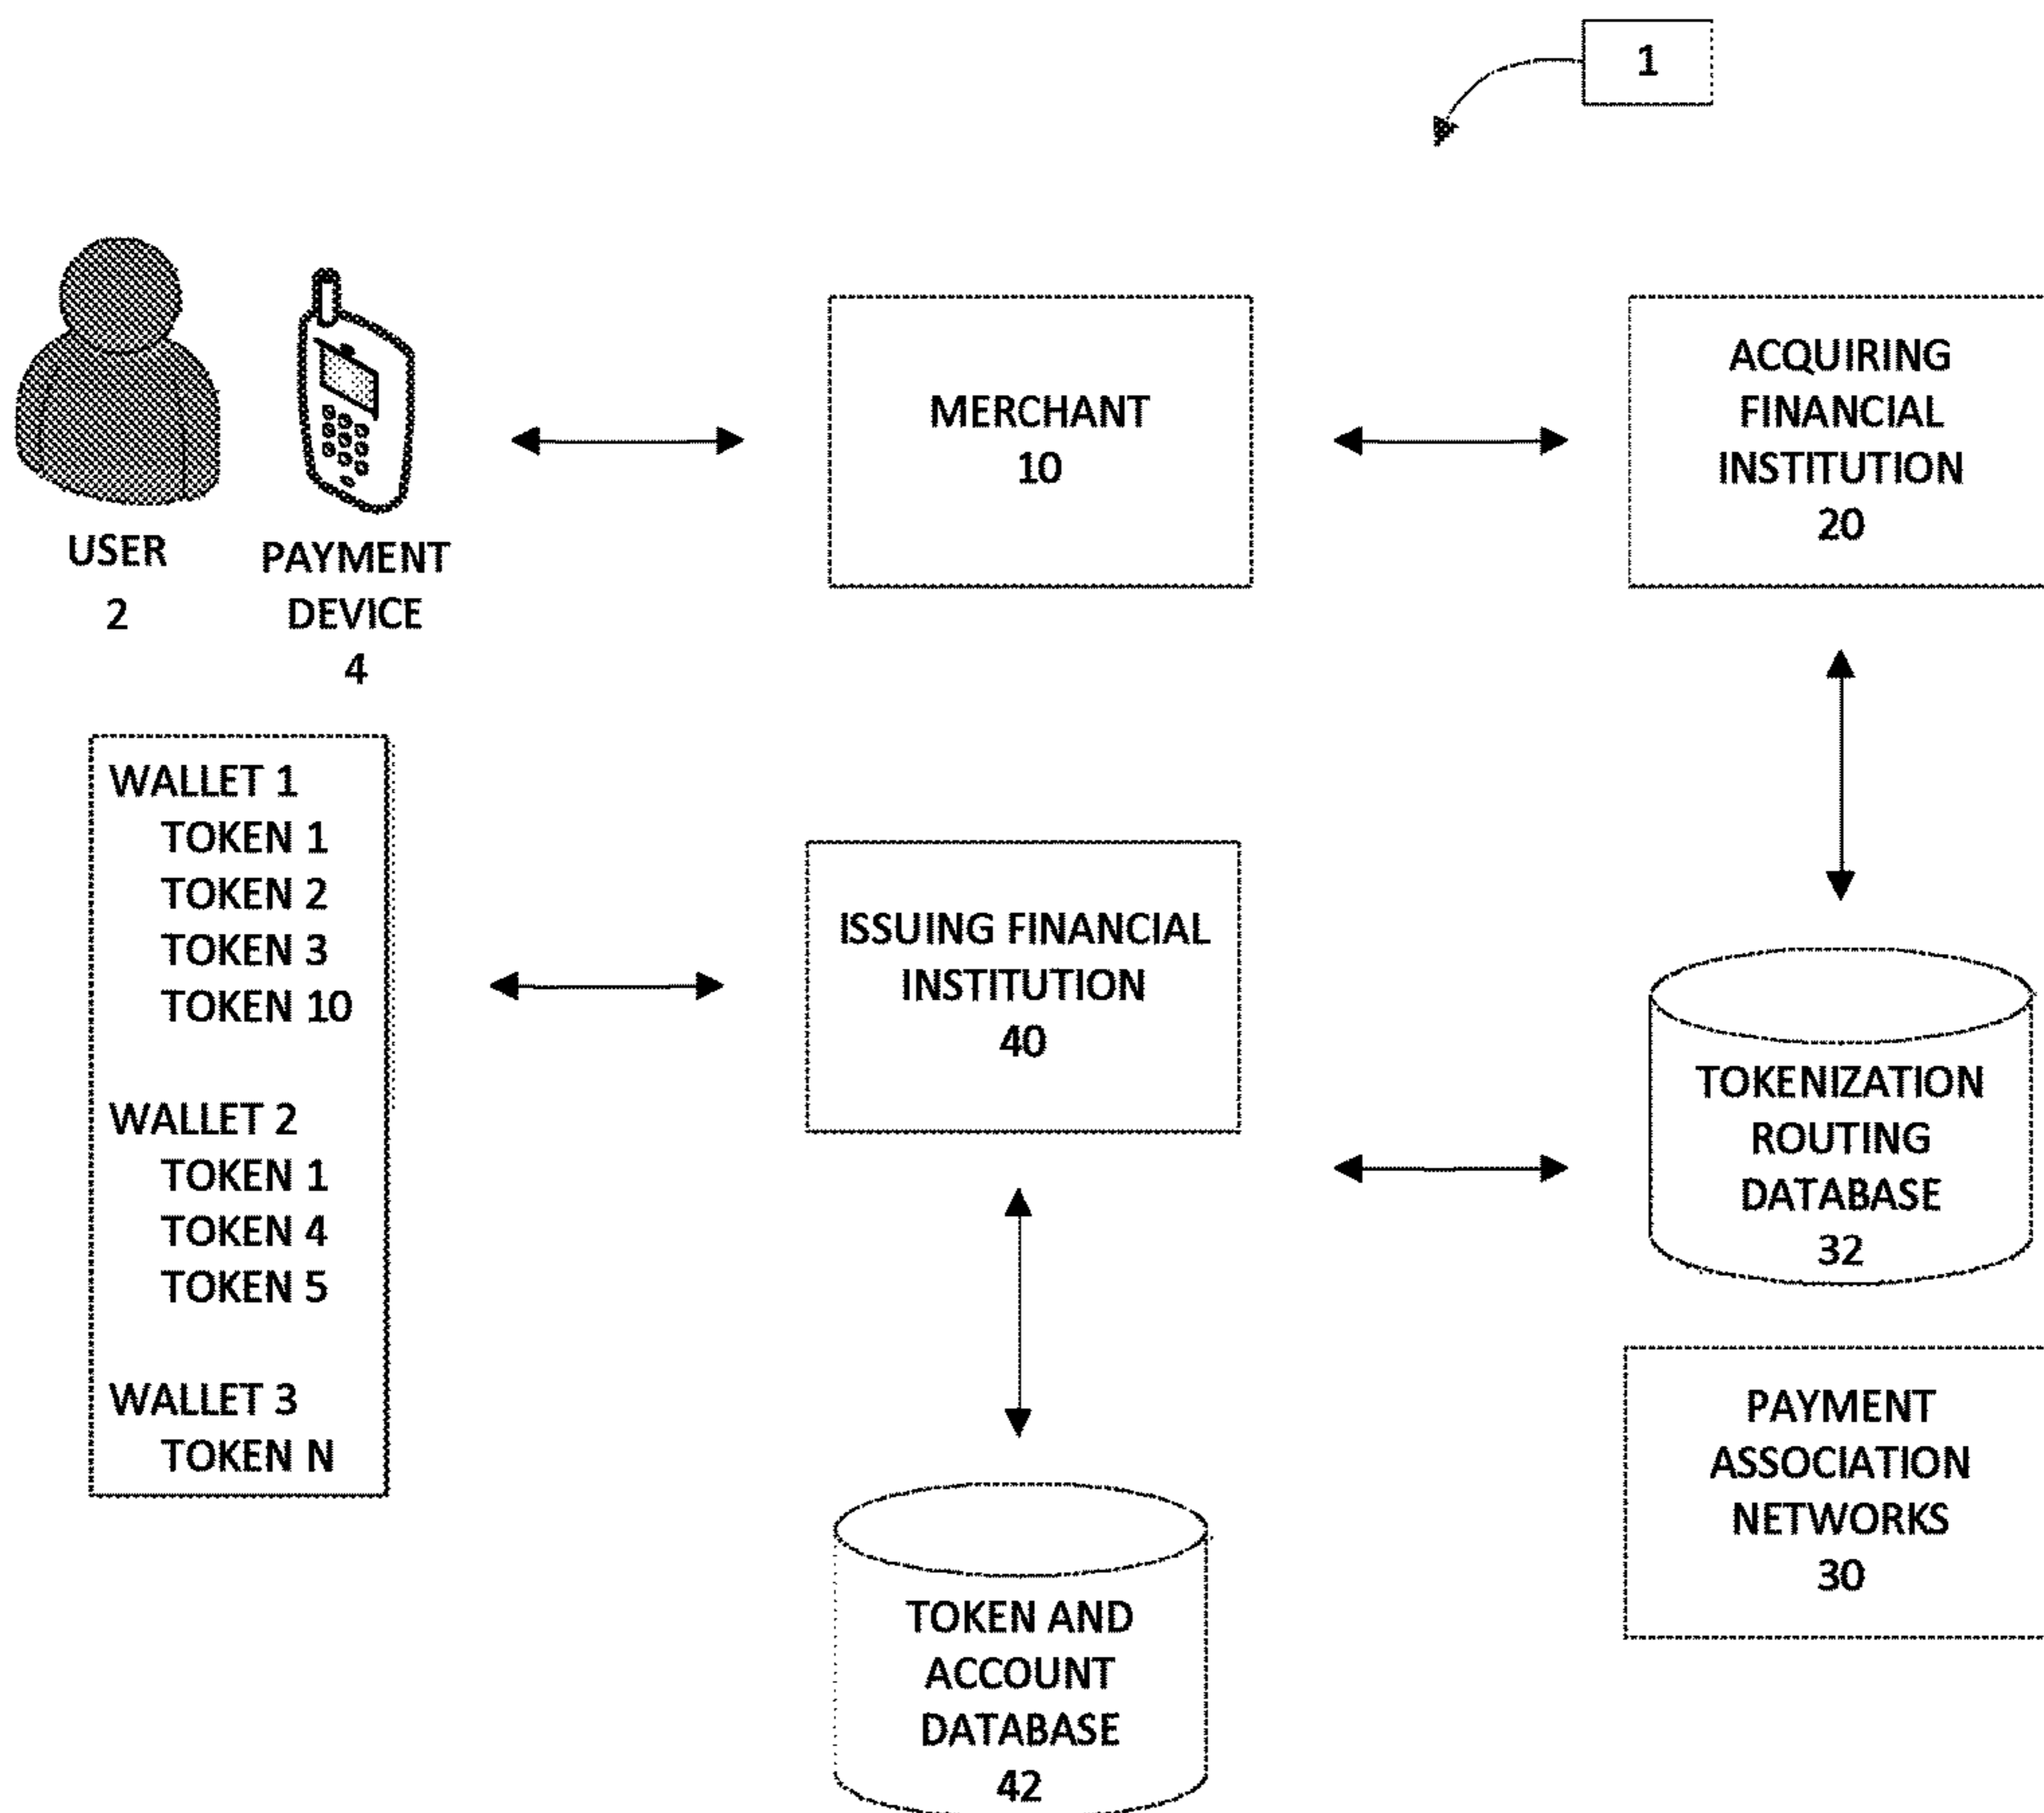 1
USER
2
PAYMENT
DEVICE
4
MERCHANT
10
ACQUIRING
FINANCIAL
INSTITUTION
20
WALLET 1
TOKEN 1
TOKEN 2
TOKEN 3
TOKEN 10
WALLET 2
TOKEN 1
TOKEN 4
TOKEN 5
WALLET 3
TOKEN N
ISSUING FINANCIAL
INSTITUTION
40
TOKENIZATION
ROUTING
DATABASE
32
PAYMENT
ASSOCIATION
NETWORKS
30
TOKEN AND
ACCOUNT
DATABASE
42